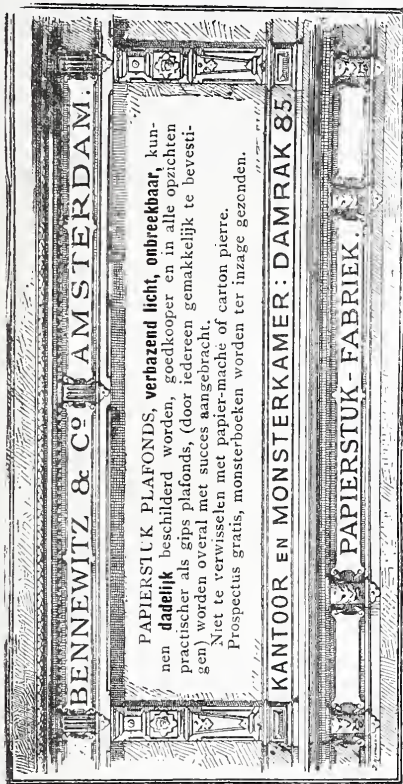 BENNEWITZ & Co. AMSTERDAM.
PAPIERSTUK PLAFONDS, verbazend licht, onbreekbaar, kun-
nen dadelijk beschilderd worden, goedkooper en in alle opzichten
practischer als gips plafonds, (door iedereen gemakkelijk te bevesti-
gen) worden overal met succes aangebracht.
Niet te verwisselen met papier-maché of carton pierre.
Prospectus gratis, monsterboeken worden ter inzage gezonden.
KANTOOR EN MONSTERKAMER: DAMRAK 85.
PAPIERSTUK-FABRIEK.